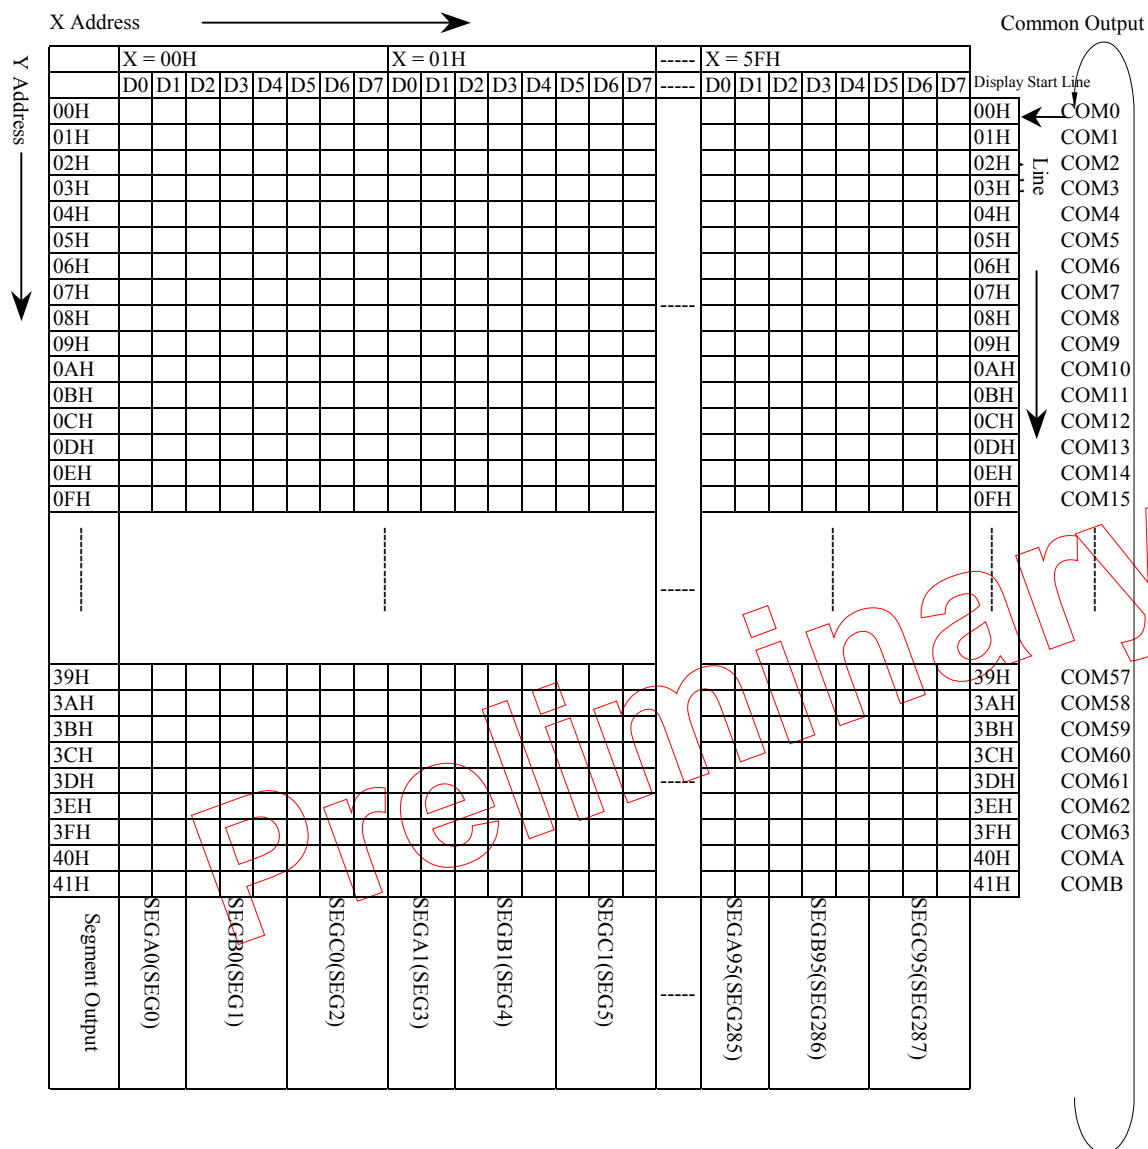 X Address
Common Output
Y Address
X = 00H X = 01H ----- X = 5FH
D0 D1 D2 D3 D4 D5 D6 D7 D0 D1 D2 D3 D4 D5 D6 D7 ----- D0 D1 D2 D3 D4 D5 D6 D7 Display Start Line
00H 00H COM0
01H 01H COM1
02H 02H COM2
Line
03H 03H COM3
04H 04H COM4
05H 05H COM5
06H 06H COM6
07H 07H COM7
-----
08H 08H COM8
09H 09H COM9
0AH 0AH COM10
0BH 0BH COM11
0CH 0CH COM12
0DH 0DH COM13
0EH 0EH COM14
0FH 0FH COM15
---------- ---------- ----- ---------- ---------- ----------
39H 39H COM57
3AH 3AH COM58
3BH 3BH COM59
3CH 3CH COM60
3DH ----- 3DH COM61
3EH 3EH COM62
3FH 3FH COM63
40H 40H COMA
41H 41H COMB
Segment Output
SEGA0(SEG0)
SEGB0(SEG1)
SEGC0(SEG2)
SEGA1(SEG3)
SEGB1(SEG4)
SEGC1(SEG5)
-----
SEGA95(SEG285)
SEGB95(SEG286)
SEGC95(SEG287)
Preliminary